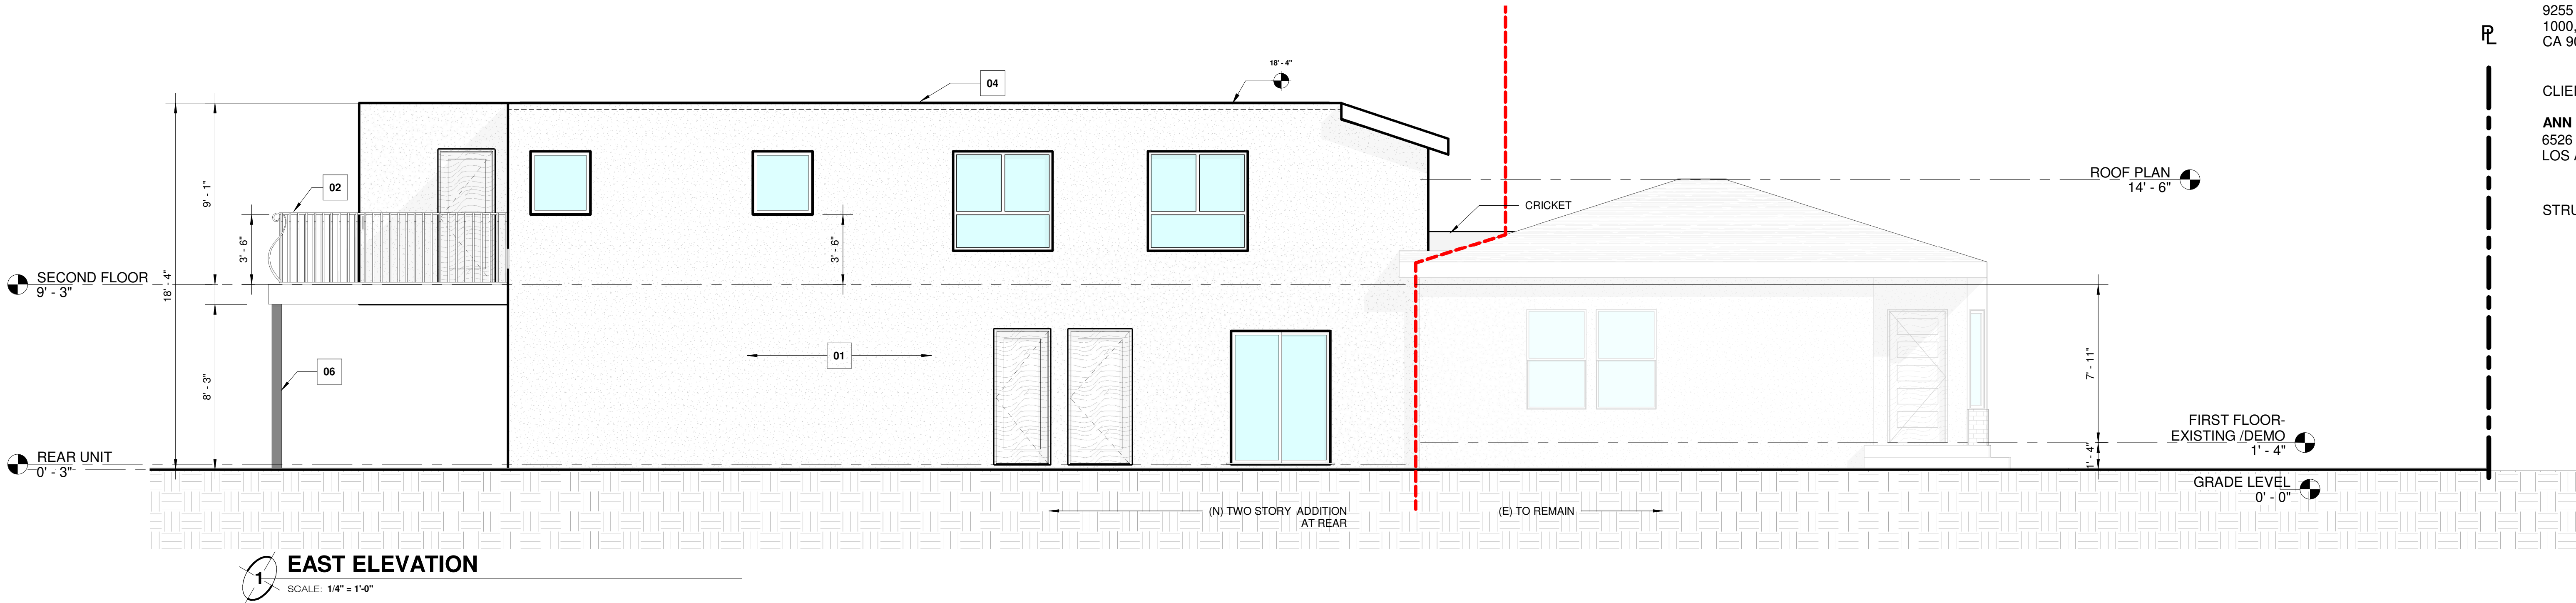 9255
1000,
CA 90
PL
CLIEN
ANN
6526
LOS A
STRU
04
18' - 4"
02
9' - 1"
3' - 6"
18' - 4"
SECOND FLOOR
9' - 3"
3' - 6"
CRICKET
ROOF PLAN
14' - 6"
01
06
8' - 3"
7' - 11"
FIRST FLOOR-
EXISTING /DEMO
1' - 4"
1' - 4"
REAR UNIT
0' - 3"
GRADE LEVEL
0' - 0"
(N) TWO STORY ADDITION
AT REAR
(E) TO REMAIN
1
EAST ELEVATION
SCALE: 1/4" = 1'-0"